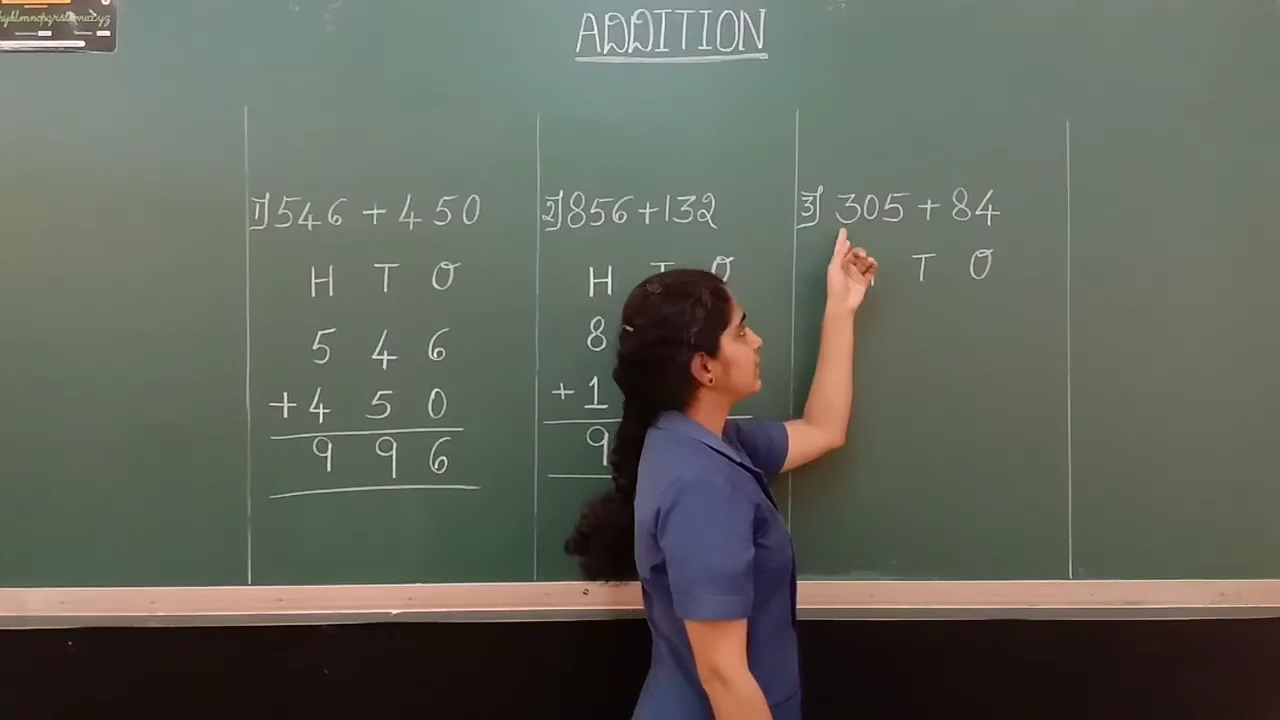 ADDITION
1) 546 + 450
H T O
5 4 6
+ 4 5 0
9 9 6
2) 856 + 132
H T O
8
+ 1
9
3) 305 + 84
T O